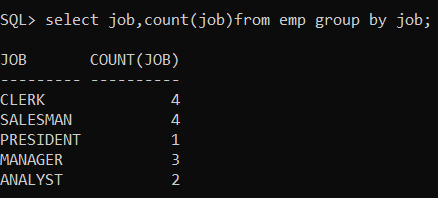 SQL> select job,count(job)from emp group by job;
JOB       COUNT(JOB)
--------- ----------
CLERK              4
SALESMAN           4
PRESIDENT          1
MANAGER            3
ANALYST            2